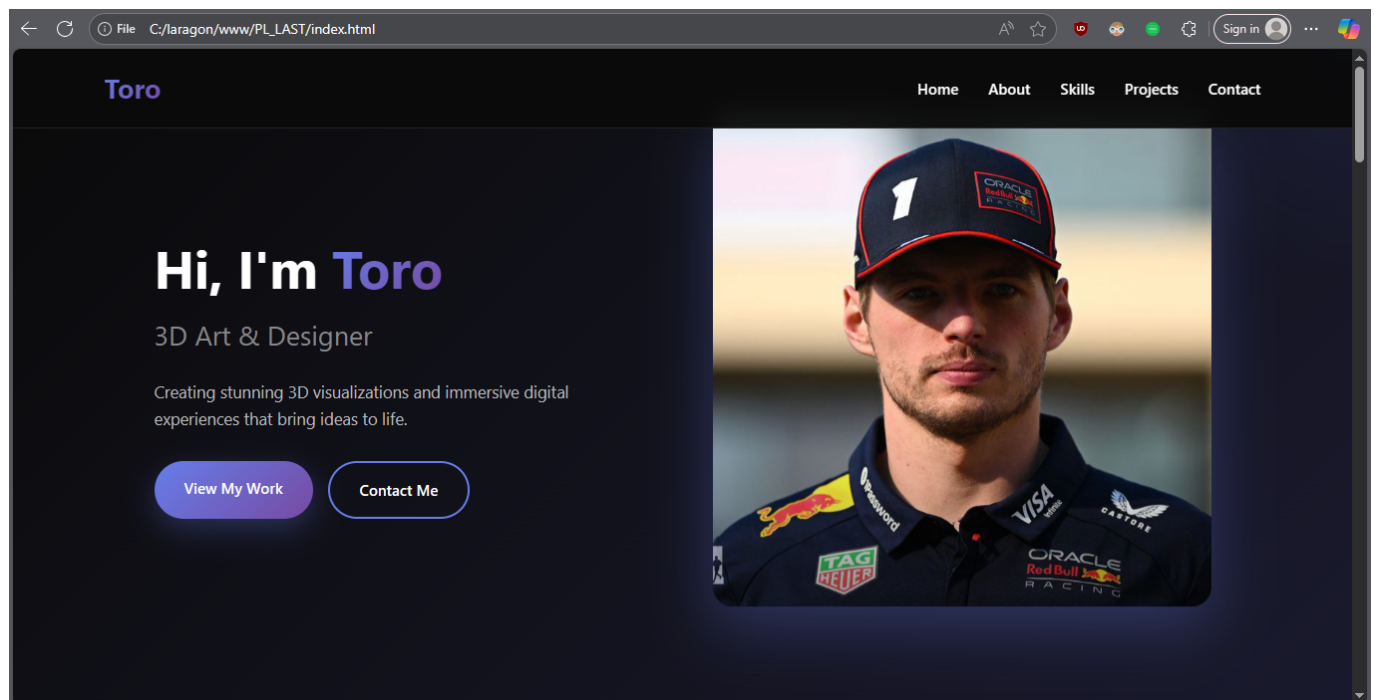 File C:/laragon/www/PL_LAST/index.html
Sign in
Toro
Home About Skills Projects Contact
1
ORACLE
Red Bull
RACING
Hi, I'm Toro
3D Art & Designer
Creating stunning 3D visualizations and immersive digital
experiences that bring ideas to life.
View My Work
Contact Me
1Password
VISA
Infinite
CASTORE
TAG
HEUER
ORACLE
Red Bull
RACING